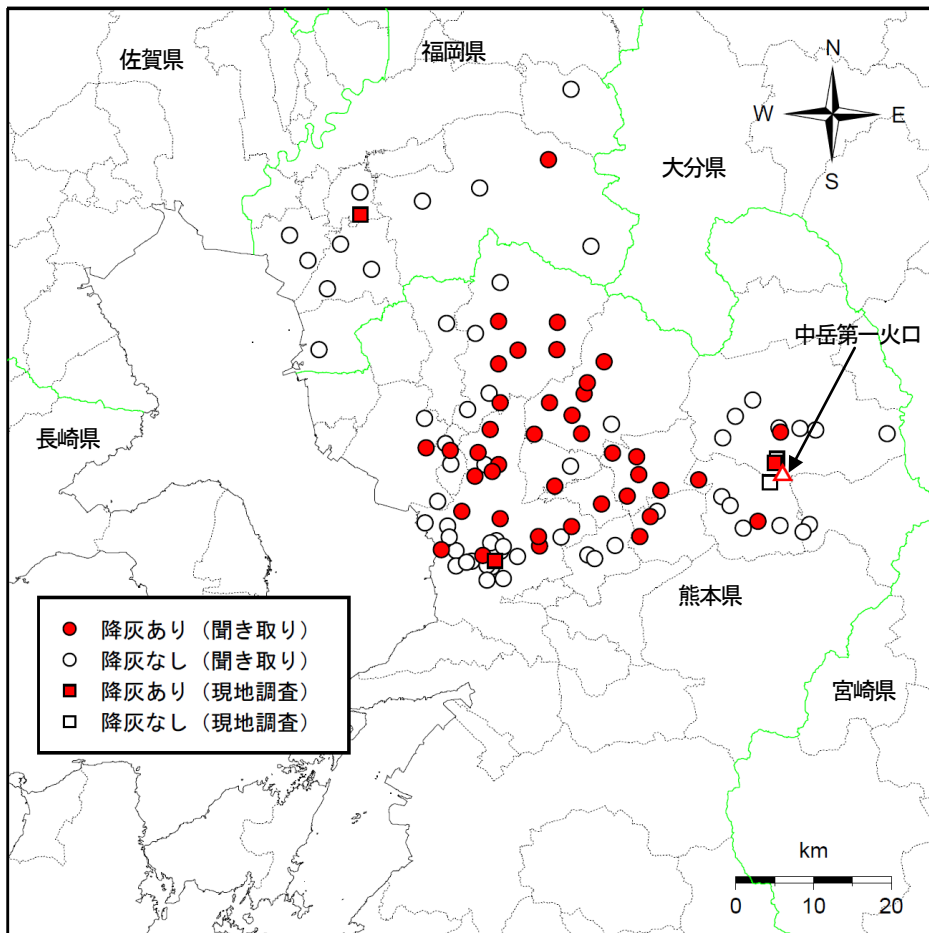 佐賀県
福岡県
N
W
E
S
大分県
中岳第一火口
長崎県
熊本県
降灰あり（聞き取り）
降灰なし（聞き取り）
降灰あり（現地調査）
降灰なし（現地調査）
宮崎県
km
0 10 20